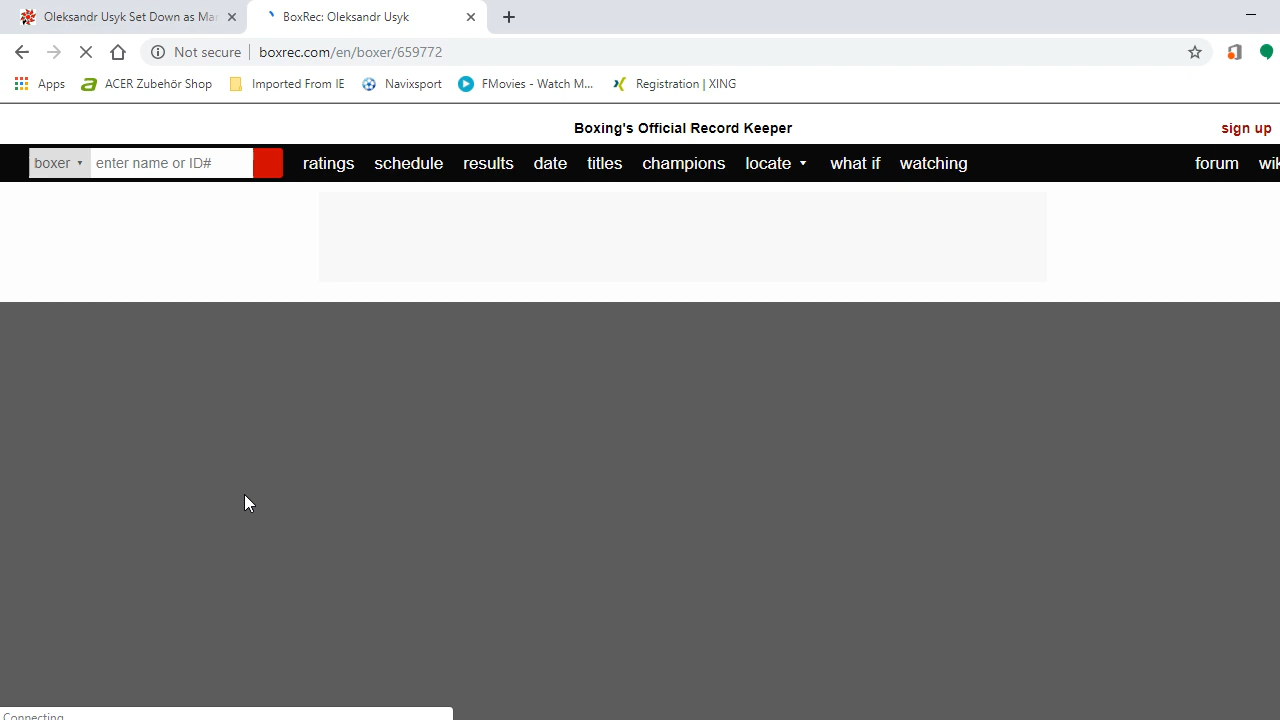 Oleksandr Usyk Set Down as Mar
BoxRec: Oleksandr Usyk
Not secure
boxrec.com/en/boxer/659772
Apps
ACER Zubehör Shop
Imported From IE
Navixsport
FMovies - Watch M...
Registration | XING
Boxing's Official Record Keeper
sign up
boxer
enter name or ID#
ratings
schedule
results
date
titles
champions
locate
what if
watching
forum
wik
Connecting